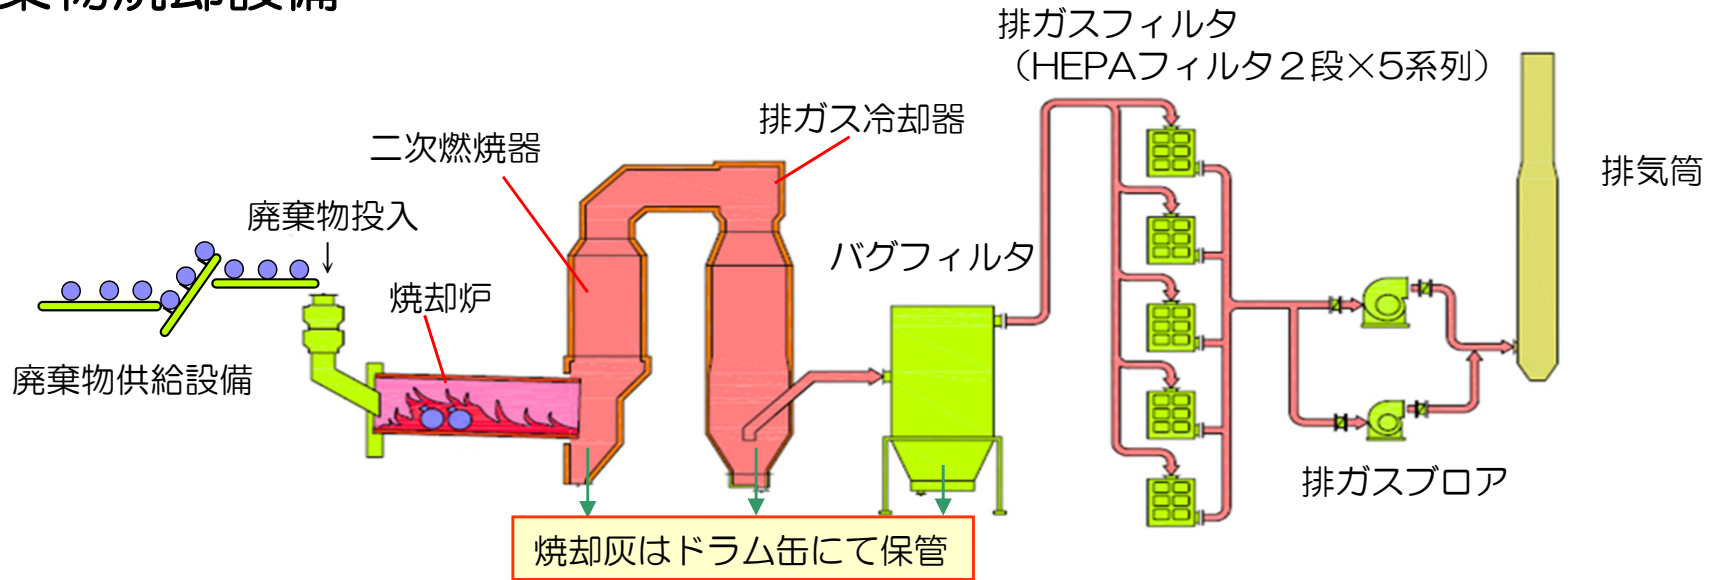 排ガスフィルタ
（HEPAフィルタ２段×5系列）
排ガス冷却器
二次燃焼器
排気筒
廃棄物投入
バグフィルタ
焼却炉
廃棄物供給設備
排ガスブロア
焼却灰はドラム缶にて保管